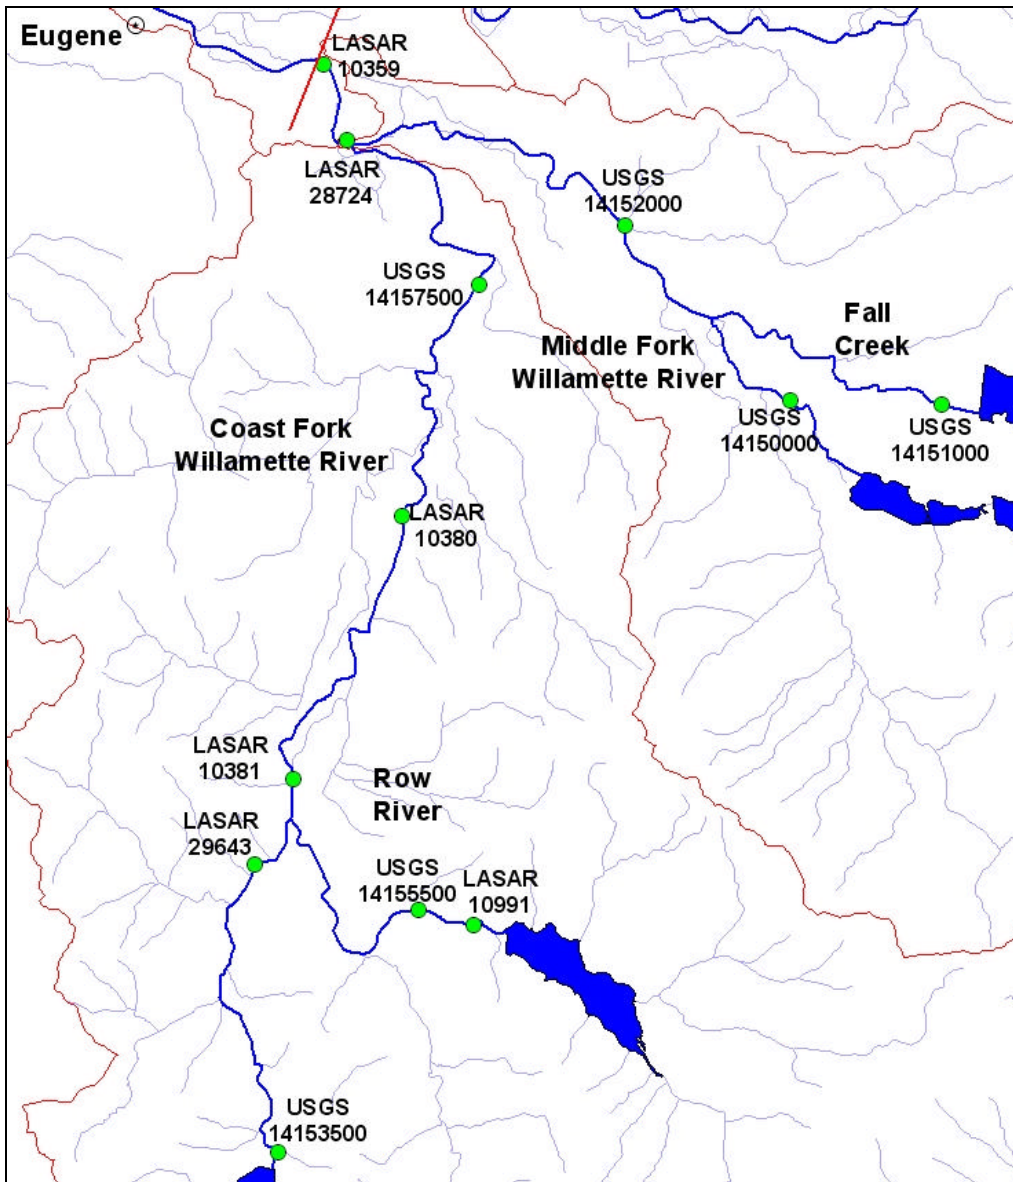 Eugene
LASAR
10359
LASAR
28724
USGS
14152000
USGS
14157500
Fall
Creek
Middle Fork
Willamette River
USGS
14150000
USGS
14151000
Coast Fork
Willamette River
LASAR
10380
LASAR
10381
Row
River
LASAR
29643
USGS
14155500
LASAR
10991
USGS
14153500